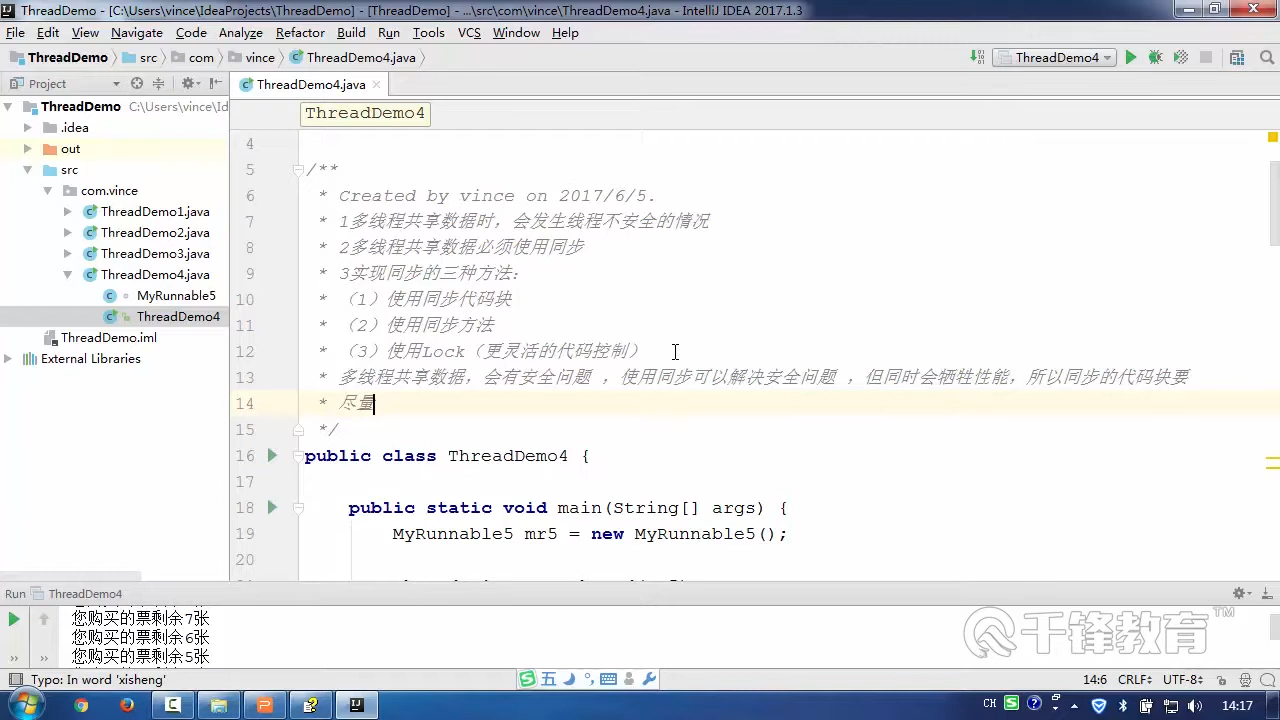 ThreadDemo - [C:\Users\vince\IdeaProjects\ThreadDemo] - [ThreadDemo] - ...\src\com\vince\ThreadDemo4.java - IntelliJ IDEA 2017.1.3
File Edit View Navigate Code Analyze Refactor Build Run Tools VCS Window Help
ThreadDemo src com vince ThreadDemo4.java ThreadDemo4
Project ThreadDemo4.java
ThreadDemo C:\Users\vince\Id
.idea
out
src
com.vince
ThreadDemo1.java
ThreadDemo2.java
ThreadDemo3.java
ThreadDemo4.java
MyRunnable5
ThreadDemo4
ThreadDemo.iml
External Libraries
ThreadDemo4
4
5 /**
6 * Created by vince on 2017/6/5.
7 * 1多线程共享数据时，会发生线程不安全的情况
8 * 2多线程共享数据必须使用同步
9 * 3实现同步的三种方法：
10 * （1）使用同步代码块
11 * （2）使用同步方法
12 * （3）使用Lock（更灵活的代码控制）
13 * 多线程共享数据，会有安全问题 ，使用同步可以解决安全问题 ，但同时会牺牲性能，所以同步的代码块要
14 * 尽量
15 */
16 public class ThreadDemo4 {
17
18 public static void main(String[] args) {
19 MyRunnable5 mr5 = new MyRunnable5();
20
Run ThreadDemo4
您购买的票剩余7张
您购买的票剩余6张
您购买的票剩余5张
千锋教育™
Typo: In word 'xisheng' 五 14:6 CRLF UTF-8
CH 14:17